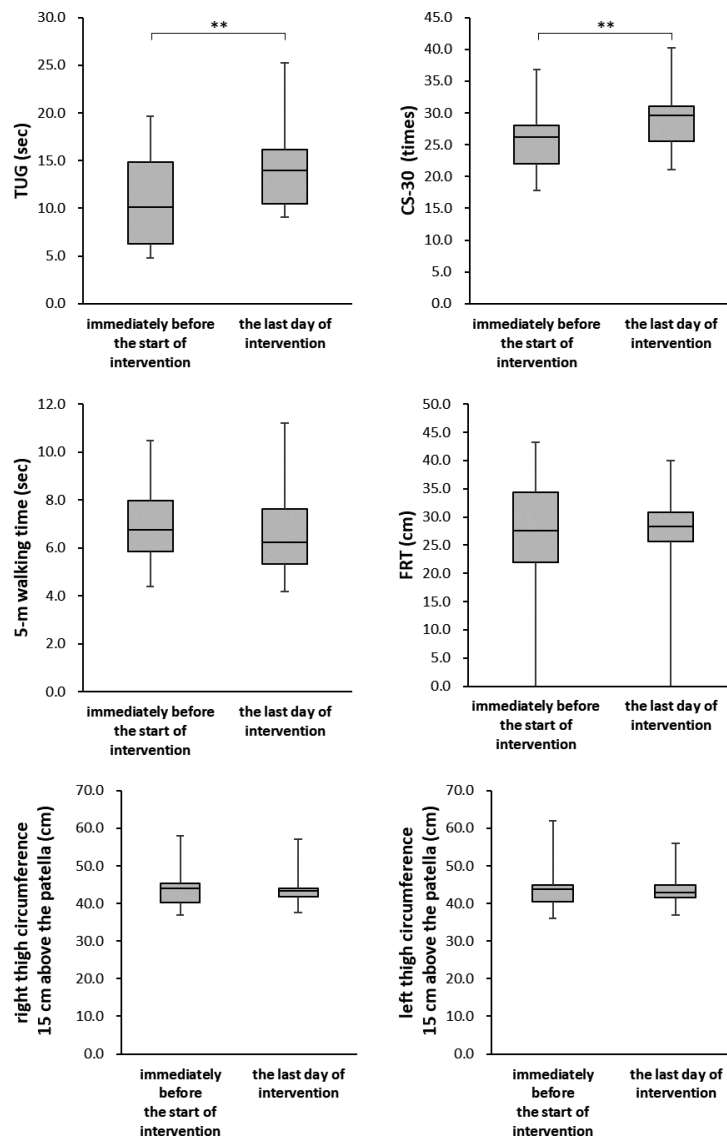 **
TUG (sec)
30.0
25.0
20.0
15.0
10.0
5.0
0.0
immediately before
the start of
intervention
the last day of
intervention
**
CS-30 (times)
45.0
40.0
35.0
30.0
25.0
20.0
15.0
10.0
5.0
0.0
immediately before
the start of
intervention
the last day of
intervention
5-m walking time (sec)
12.0
10.0
8.0
6.0
4.0
2.0
0.0
immediately before
the start of
intervention
the last day of
intervention
FRT (cm)
50.0
45.0
40.0
35.0
30.0
25.0
20.0
15.0
10.0
5.0
0.0
immediately before
the start of
intervention
the last day of
intervention
right thigh circumference
15 cm above the patella (cm)
70.0
60.0
50.0
40.0
30.0
20.0
10.0
0.0
immediately
before
the start of
intervention
the last day of
intervention
left thigh circumference
15 cm above the patella (cm)
70.0
60.0
50.0
40.0
30.0
20.0
10.0
0.0
immediately
before
the start of
intervention
the last day of
intervention